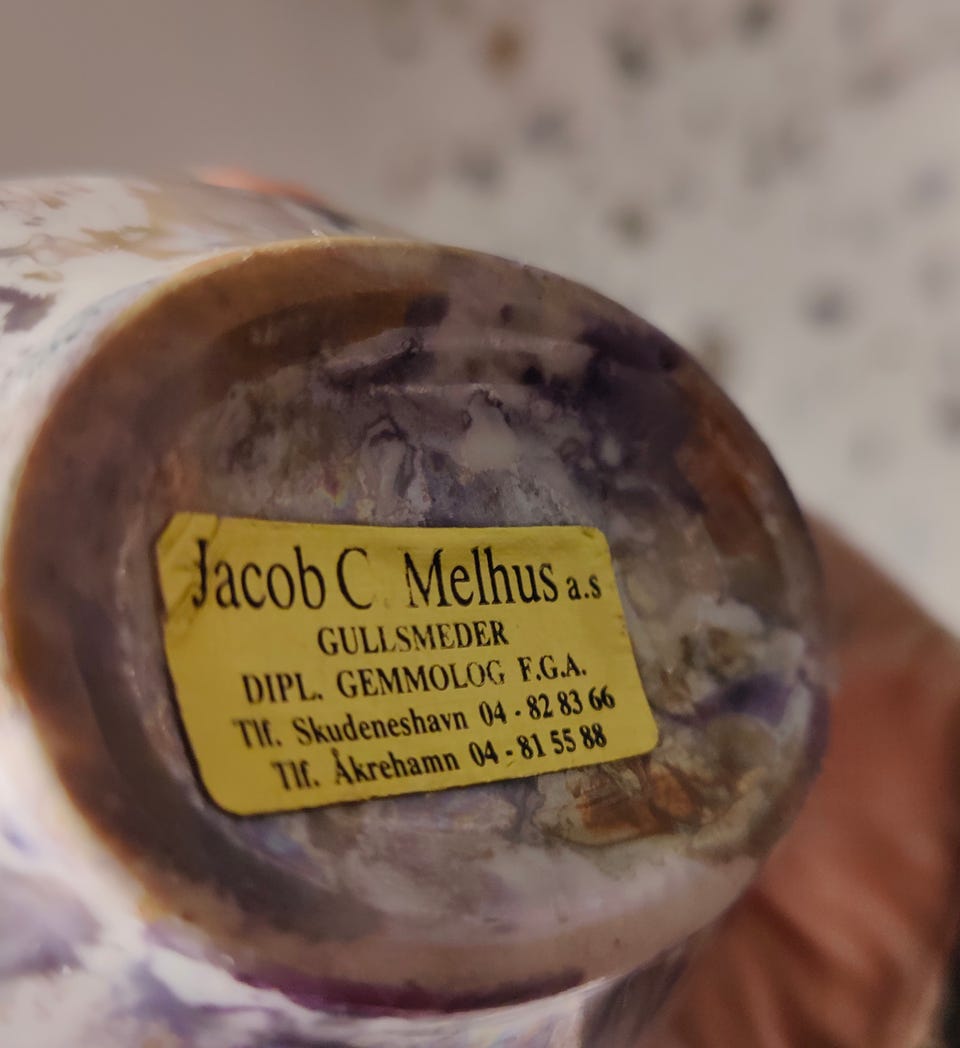 Jacob C. Melhus a.s
GULLSMEDER
DIPL. GEMMOLOG F.G.A.
Tlf. Skudeneshavn 04 - 82 83 66
Tlf. Åkrehamn 04 - 81 55 88